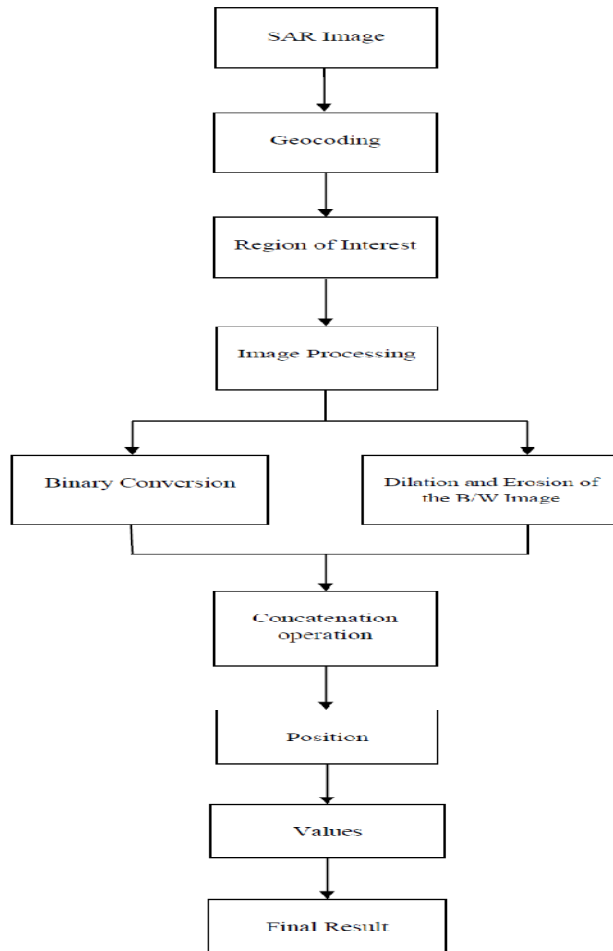 SAR Image
Geocoding
Region of Interest
Image Processing
Binary Conversion
Dilation and Erosion of
the B/W Image
Concatenation
operation
Position
Values
Final Result